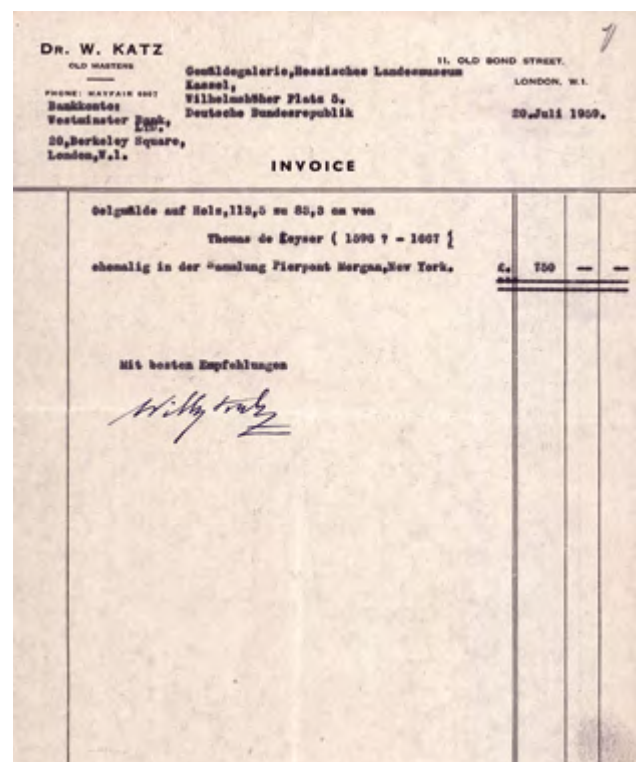 DR. W. KATZ
OLD MASTERS
PHONE: MAYFAIR
Bankkonto:
Westminster Bank,
LTD.
20,Berkeley Square,
London,W.1.
Gemäldegalerie,Hessisches Landesmuseum
Kassel,
Wilhelmshöher Platz 5.
Deutsche Bundesrepublik
11, OLD BOND STREET.
LONDON, W.1.
20.Juli 1959.
INVOICE
Oelgmälde auf Holz,113,5 zu 83,3 cm von
Thomas de Keyser ( 1596 ? - 1667 )
ehemalig in der Sammlung Pierpont Morgan,New York. £. 750 — —
Mit besten Empfehlungen
Willy Katz